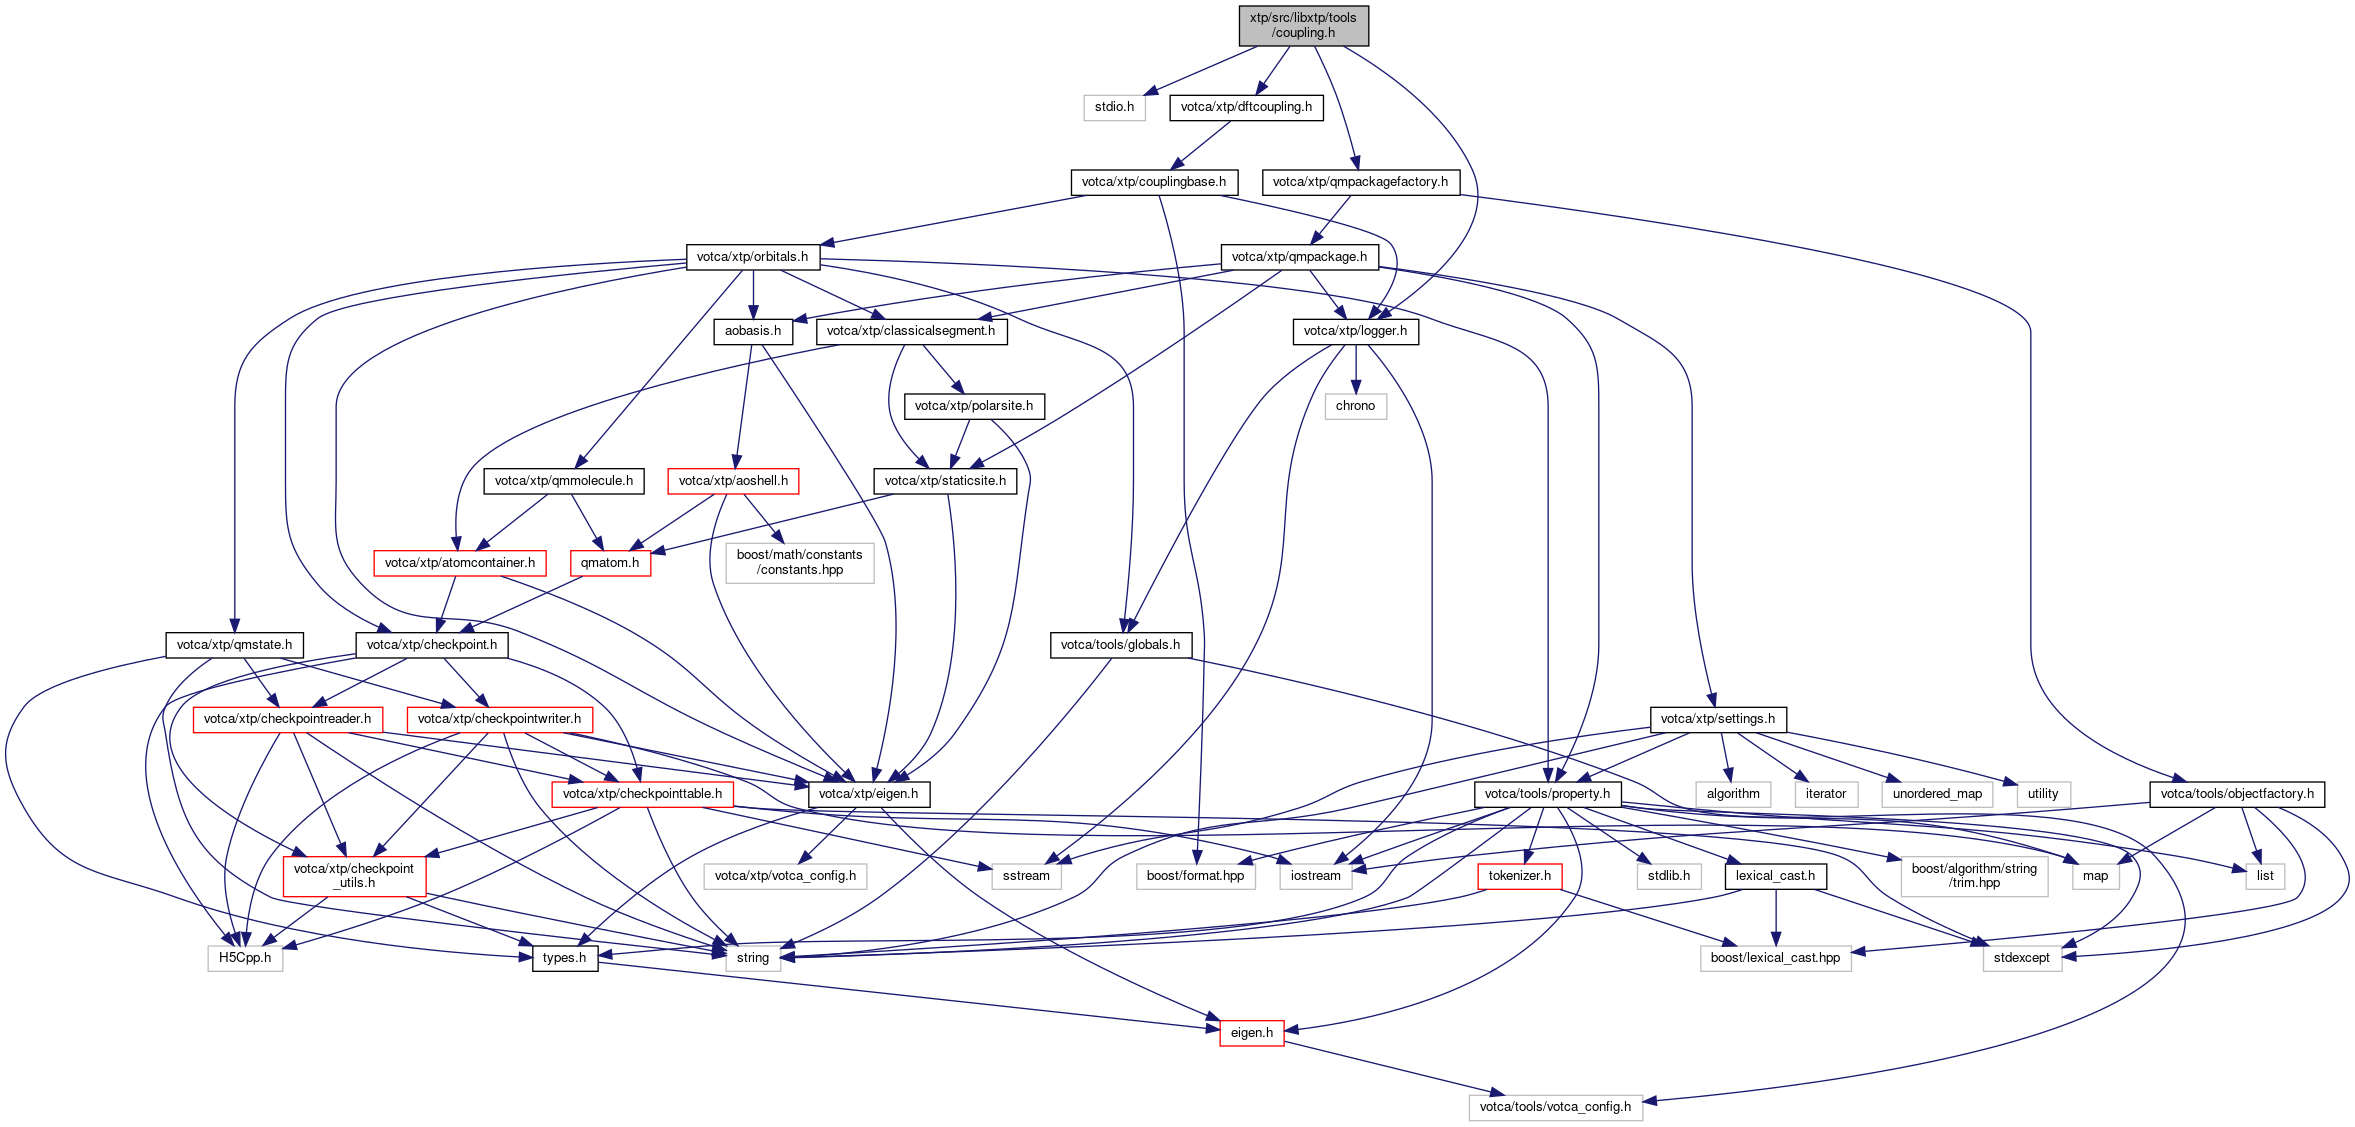 xtp/src/libxtp/tools
/coupling.h
stdio.h
votca/xtp/dftcoupling.h
votca/xtp/couplingbase.h
votca/xtp/qmpackagefactory.h
votca/xtp/orbitals.h
votca/xtp/qmpackage.h
aobasis.h
votca/xtp/classicalsegment.h
votca/xtp/logger.h
votca/xtp/polarsite.h
chrono
votca/xtp/qmmolecule.h
votca/xtp/aoshell.h
votca/xtp/staticsite.h
votca/xtp/atomcontainer.h
qmatom.h
boost/math/constants
/constants.hpp
votca/xtp/qmstate.h
votca/xtp/checkpoint.h
votca/tools/globals.h
votca/xtp/checkpointreader.h
votca/xtp/checkpointwriter.h
votca/xtp/settings.h
votca/xtp/checkpointtable.h
votca/xtp/eigen.h
votca/tools/property.h
algorithm
iterator
unordered_map
utility
votca/tools/objectfactory.h
votca/xtp/checkpoint
_utils.h
votca/xtp/votca_config.h
sstream
boost/format.hpp
iostream
tokenizer.h
stdlib.h
lexical_cast.h
boost/algorithm/string
/trim.hpp
map
list
H5Cpp.h
types.h
string
boost/lexical_cast.hpp
stdexcept
eigen.h
votca/tools/votca_config.h